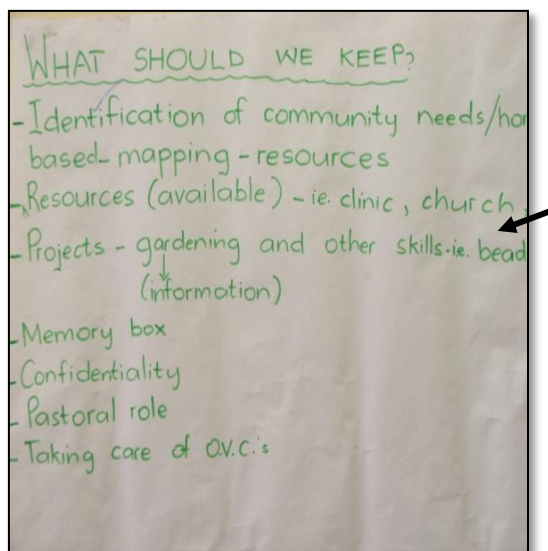 WHAT SHOULD WE KEEP?
- Identification of community needs/
based-mapping-resources
- Resources (available) - ie. clinic, church
- Projects - gardening and other skills. ie. bead
(information)
- Memory box
- Confidentiality
- Pastoral role
- Taking care of O.V.C.'s